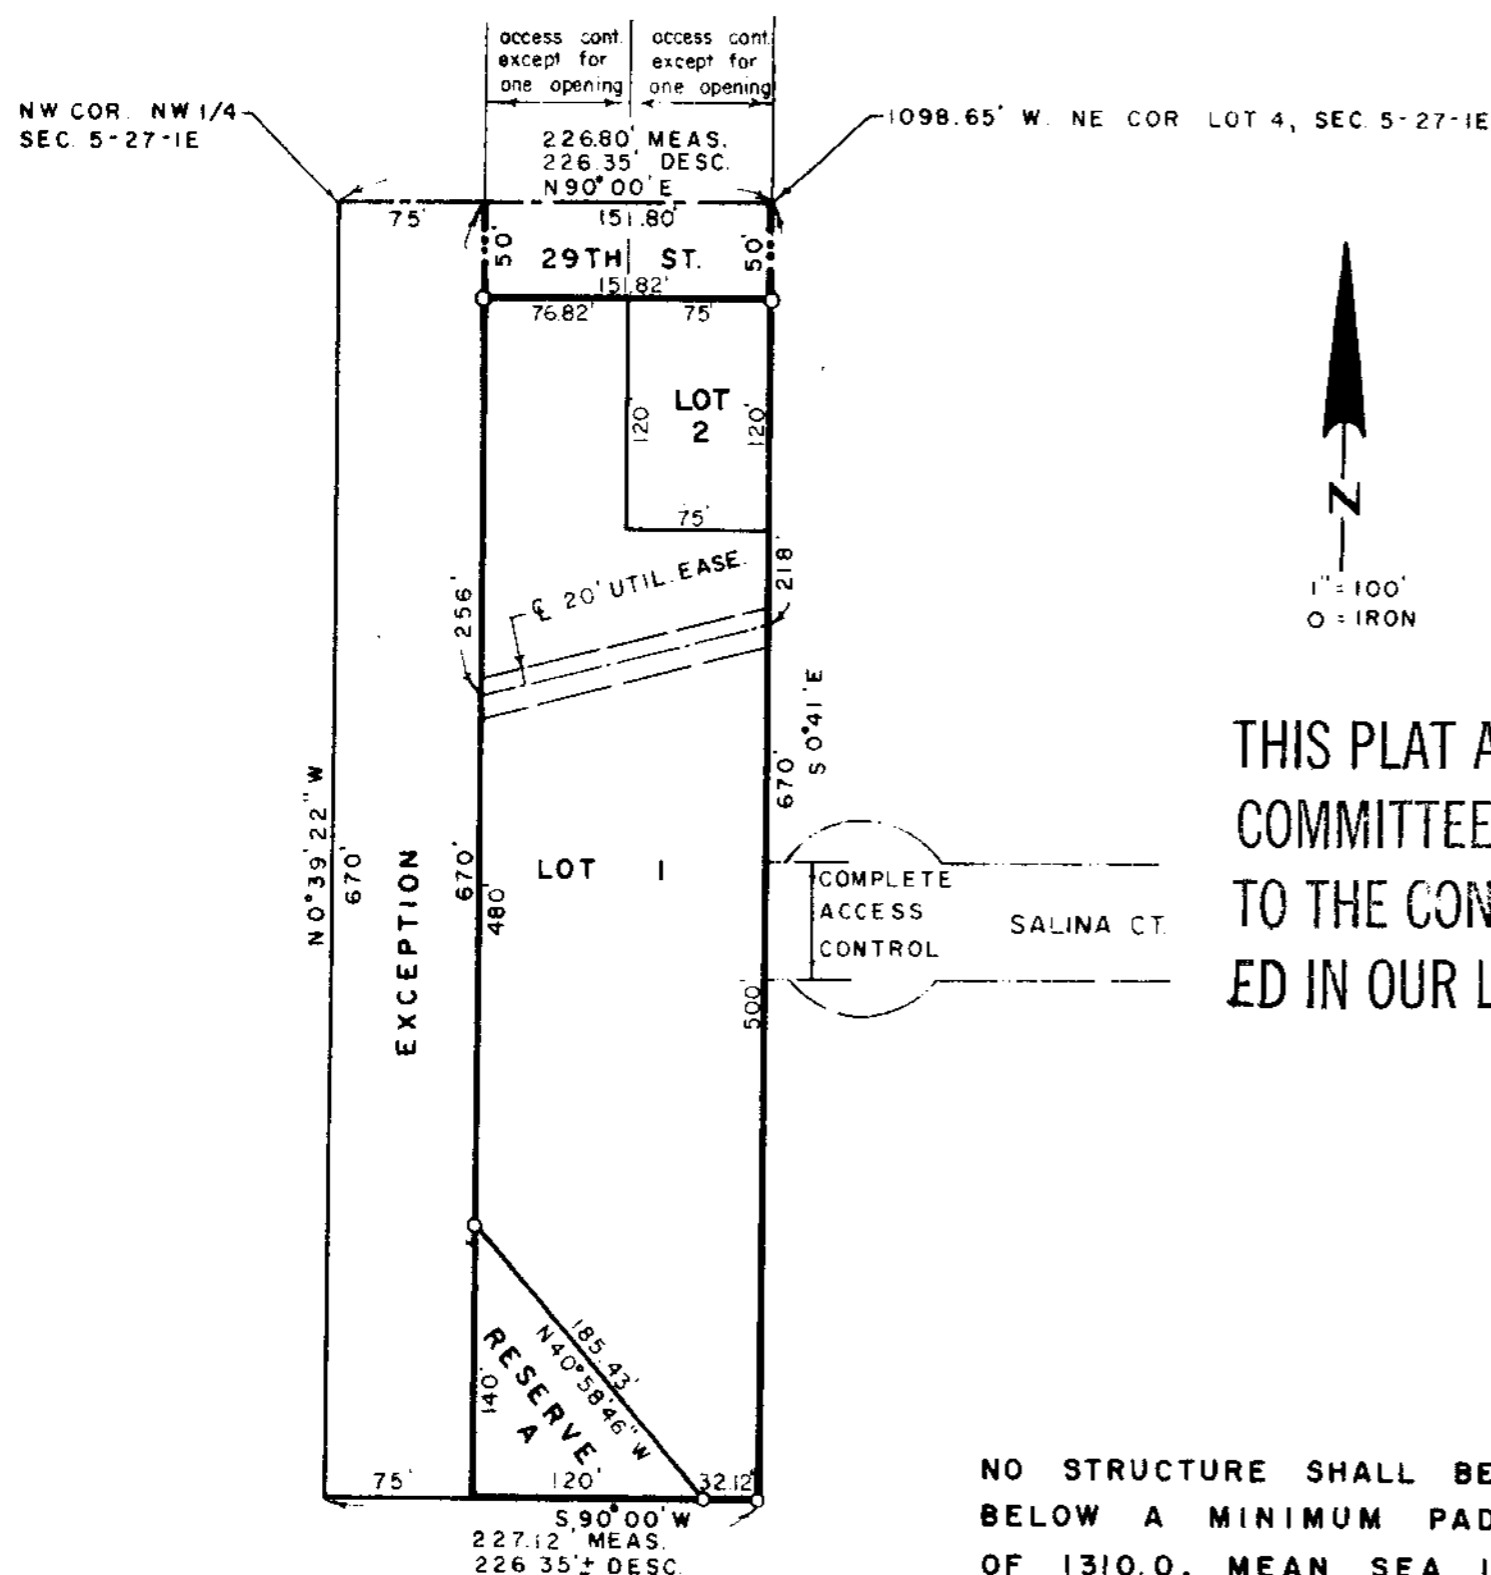 access cont. access cont.
except for except for
one opening one opening
NW COR. NW 1/4
SEC. 5-27-1E
1098.65' W. NE COR LOT 4, SEC. 5-27-1E
226.80' MEAS.
226.35' DESC.
N90°00'E
75' 151.80'
50' 50'
29TH ST.
151.82'
76.82' 75'
LOT
2
120' 120'
75'
℄ 20' UTIL. EASE.
256' 218'
N
1" = 100'
O = IRON
S 0°41' E
670'
N 0°39'22" W
670'
EXCEPTION
670'
480'
LOT 1
COMPLETE
ACCESS
CONTROL
SALINA CT.
500'
THIS PLAT A
COMMITTEE
TO THE CON
ED IN OUR L
185.43'
N40°58'46"W
RESERVE
A
140'
75' 120' 32.12'
S 90°00'W
227.12' MEAS.
226.35'± DESC.
NO STRUCTURE SHALL BE
BELOW A MINIMUM PAD
OF 1310.0, MEAN SEA